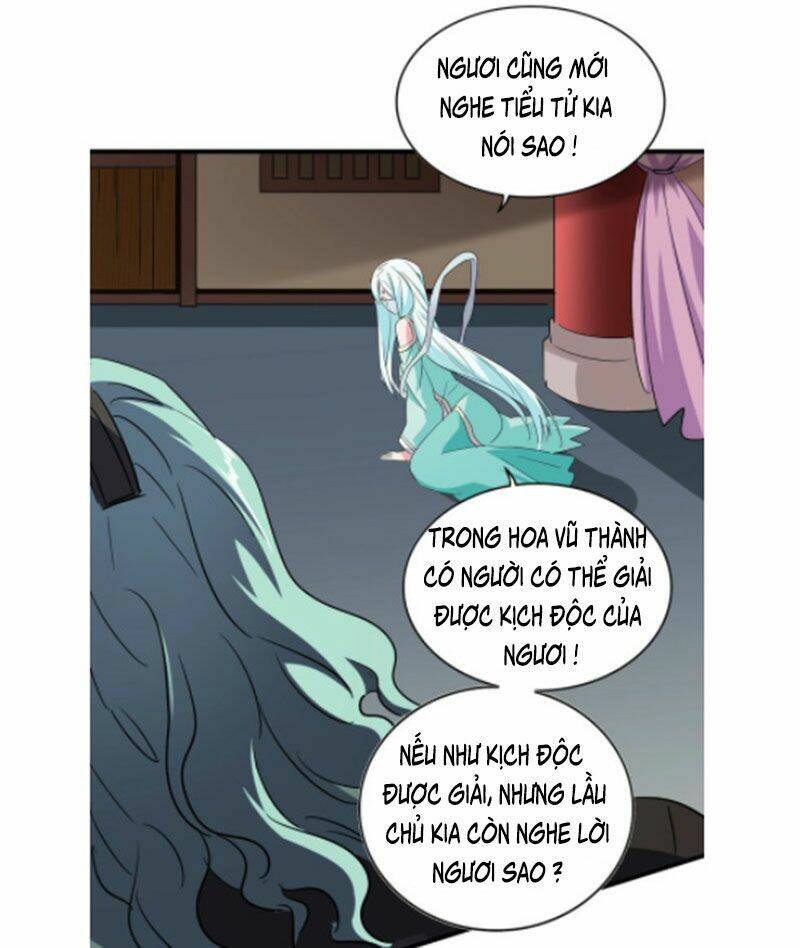 NGƯƠI CŨNG MỚI
NGHE TIỂU TỬ KIA
NÓI SAO !
TRONG HOA VŨ THÀNH
CÓ NGƯỜI CÓ THỂ GIẢI
ĐƯỢC KỊCH ĐỘC CỦA
NGƯƠI !
NẾU NHƯ KỊCH ĐỘC
ĐƯỢC GIẢI, NHƯNG LẦU
CHỦ KIA CÒN NGHE LỜI
NGƯƠI SAO ?